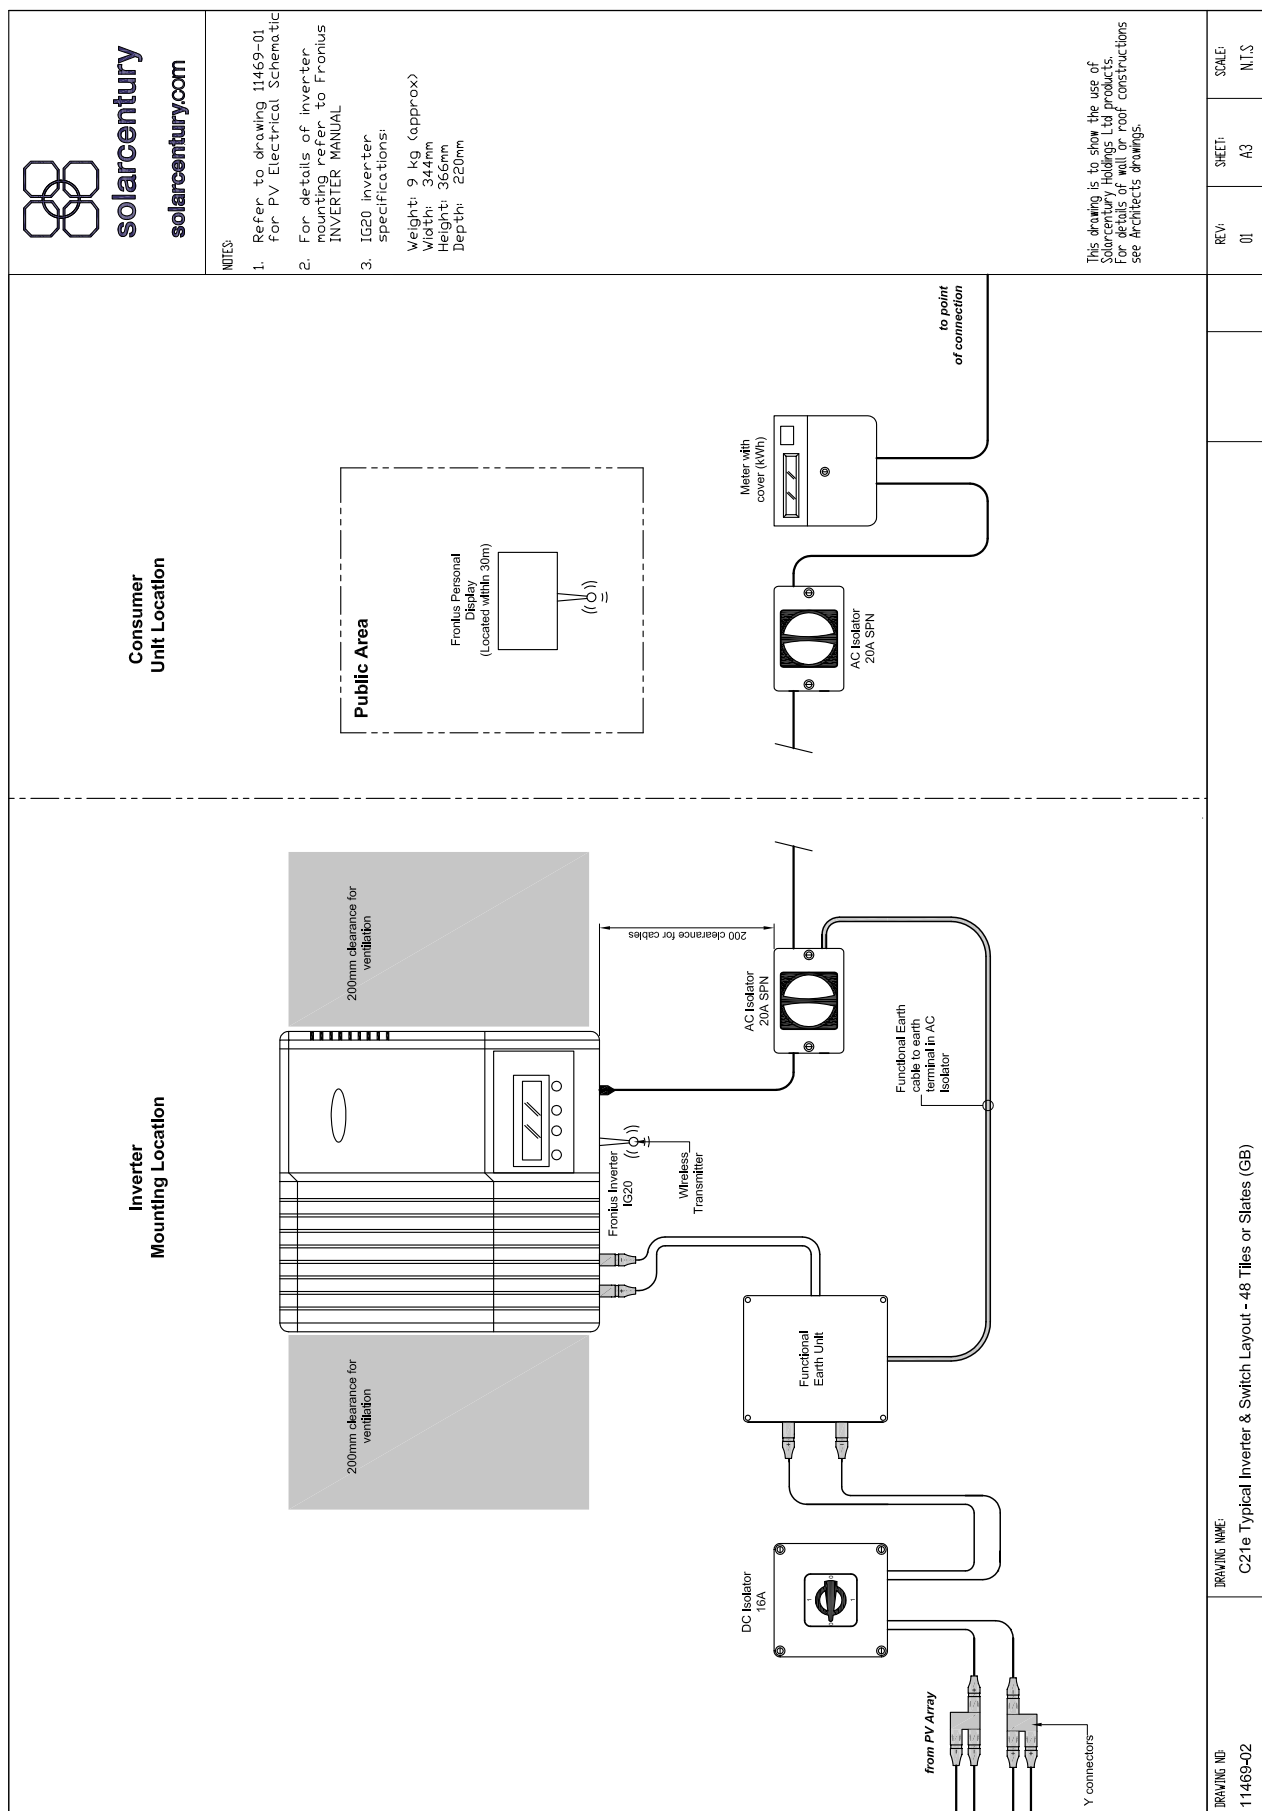 solarcentury
solarcentury.com
NOTES:
1. Refer to drawing 11469-01
for PV Electrical Schematic
2. For details of inverter
mounting refer to Fronius
INVERTER MANUAL
3. IG20 inverter
specifications:
Weight: 9 kg (approx)
Width: 344mm
Height: 366mm
Depth: 220mm
This drawing is to show the use of
Solarcentury Holdings Ltd products.
For details of wall or roof constructions
see Architects drawings.
Inverter
Mounting Location
Consumer
Unit Location
200mm clearance for
ventilation
200mm clearance for
ventilation
Fronius Inverter
IG20
Wireless
Transmitter
200 clearance for cables
Public Area
Fronius Personal
Display
(Located within 30m)
from PV Array
Y connectors
DC Isolator
16A
0
1
1
Functional
Earth Unit
AC Isolator
20A SPN
Functional Earth
cable to earth
terminal in AC
Isolator
AC Isolator
20A SPN
Meter with
cover (kWh)
to point
of connection
DRAWING NO:
11469-02
DRAWING NAME:
C21e Typical Inverter & Switch Layout - 48 Tiles or Slates (GB)
REV:
01
SHEET:
A3
SCALE:
N.T.S